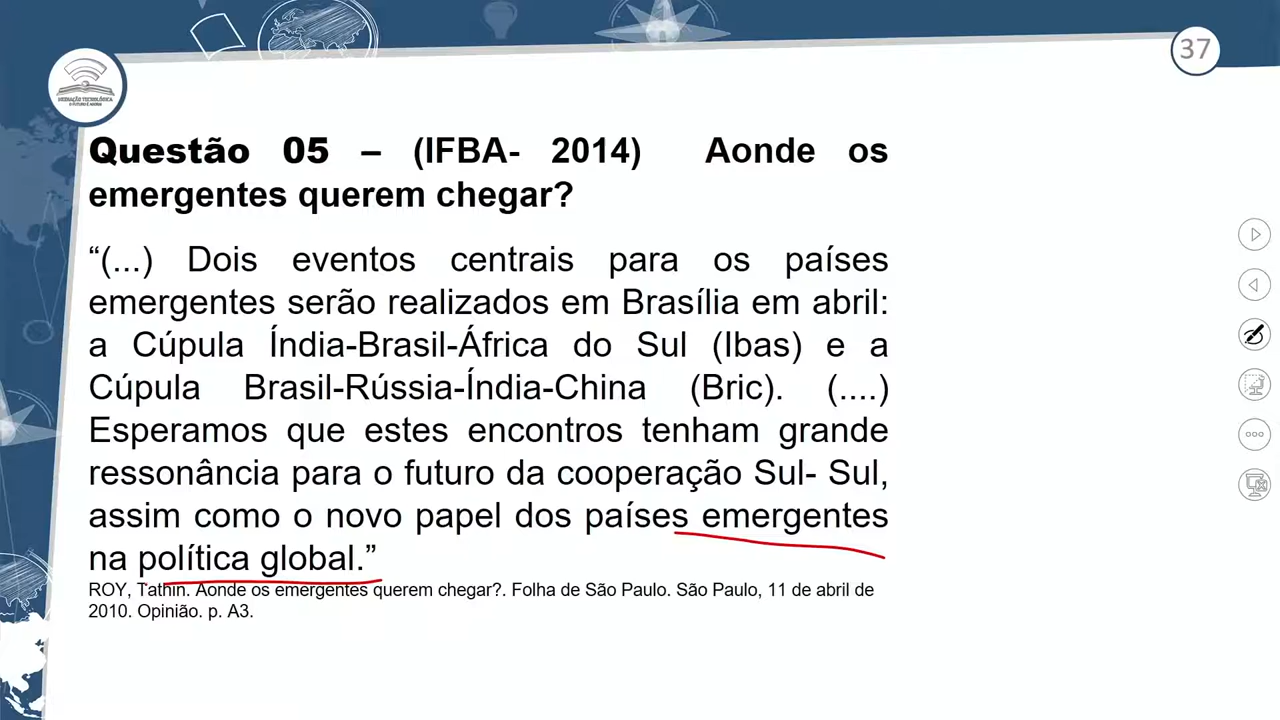 37
MEDIAÇÃO TECNOLÓGICA
O FUTURO É AGORA
Questão 05 – (IFBA- 2014) Aonde os
emergentes querem chegar?
“(...) Dois eventos centrais para os países
emergentes serão realizados em Brasília em abril:
a Cúpula Índia-Brasil-África do Sul (Ibas) e a
Cúpula Brasil-Rússia-Índia-China (Bric). (....)
Esperamos que estes encontros tenham grande
ressonância para o futuro da cooperação Sul- Sul,
assim como o novo papel dos países emergentes
na política global.”
ROY, Tathin. Aonde os emergentes querem chegar?. Folha de São Paulo. São Paulo, 11 de abril de
2010. Opinião. p. A3.